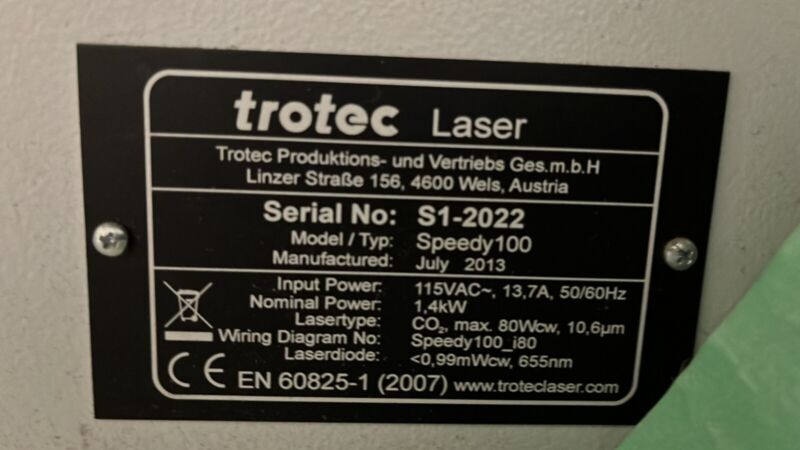 trotec Laser
Trotec Produktions- und Vertriebs Ges.m.b.H
Linzer Straße 156, 4600 Wels, Austria
Serial No: S1-2022
Model / Typ: Speedy100
Manufactured: July 2013
Input Power: 115VAC~, 13,7A, 50/60Hz
Nominal Power: 1,4kW
Lasertype: CO₂, max. 80Wcw, 10,6µm
Wiring Diagram No: Speedy100_i80
Laserdiode: <0,99mWcw, 655nm
CE EN 60825-1 (2007) www.troteclaser.com